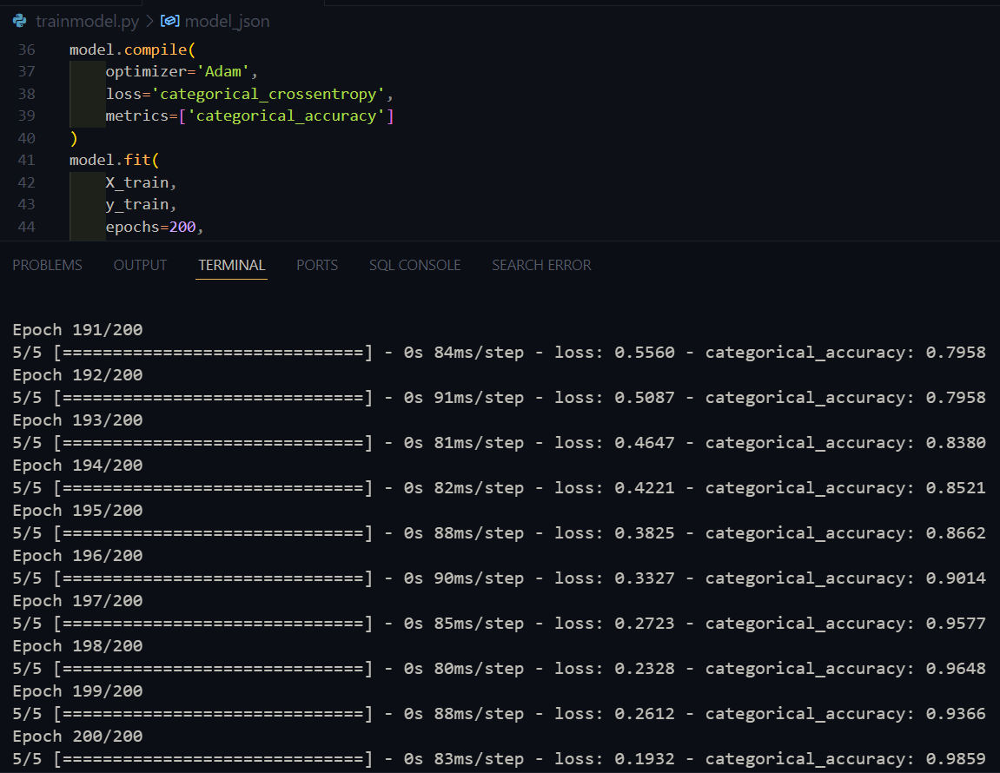 trainmodel.py > model_json
36 model.compile(
37 optimizer='Adam',
38 loss='categorical_crossentropy',
39 metrics=['categorical_accuracy']
40 )
41 model.fit(
42 X_train,
43 y_train,
44 epochs=200,
PROBLEMS OUTPUT TERMINAL PORTS SQL CONSOLE SEARCH ERROR
Epoch 191/200
5/5 [==============================] - 0s 84ms/step - loss: 0.5560 - categorical_accuracy: 0.7958
Epoch 192/200
5/5 [==============================] - 0s 91ms/step - loss: 0.5087 - categorical_accuracy: 0.7958
Epoch 193/200
5/5 [==============================] - 0s 81ms/step - loss: 0.4647 - categorical_accuracy: 0.8380
Epoch 194/200
5/5 [==============================] - 0s 82ms/step - loss: 0.4221 - categorical_accuracy: 0.8521
Epoch 195/200
5/5 [==============================] - 0s 88ms/step - loss: 0.3825 - categorical_accuracy: 0.8662
Epoch 196/200
5/5 [==============================] - 0s 90ms/step - loss: 0.3327 - categorical_accuracy: 0.9014
Epoch 197/200
5/5 [==============================] - 0s 85ms/step - loss: 0.2723 - categorical_accuracy: 0.9577
Epoch 198/200
5/5 [==============================] - 0s 80ms/step - loss: 0.2328 - categorical_accuracy: 0.9648
Epoch 199/200
5/5 [==============================] - 0s 88ms/step - loss: 0.2612 - categorical_accuracy: 0.9366
Epoch 200/200
5/5 [==============================] - 0s 83ms/step - loss: 0.1932 - categorical_accuracy: 0.9859